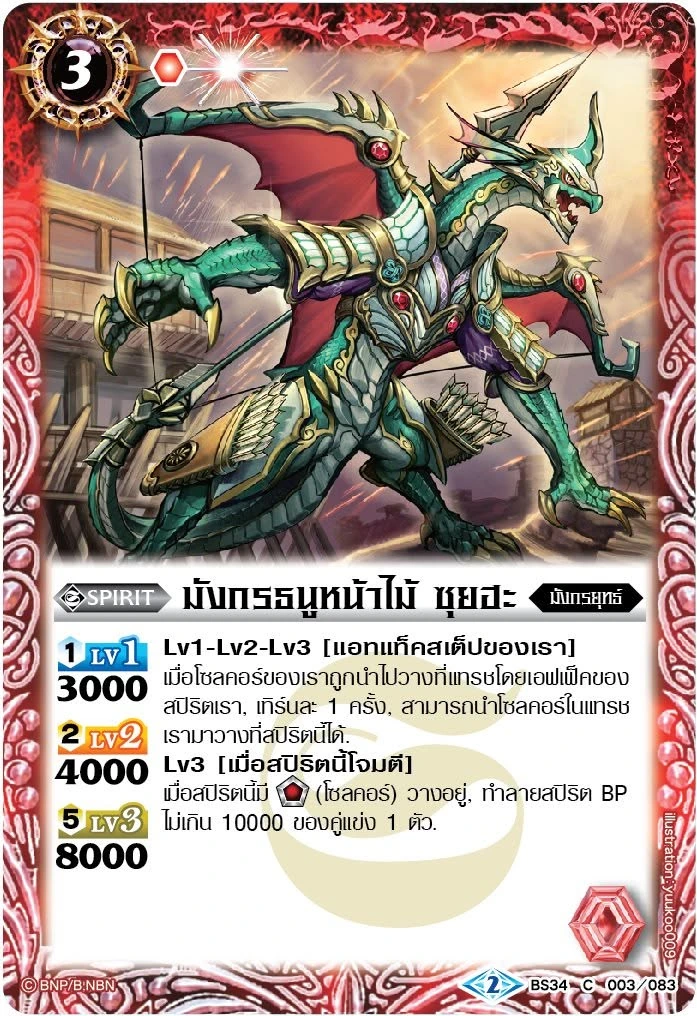 3
SPIRIT มังกรธนูหน้าไม้ ซุยฮะ มังกรยุทธ์
1 LV1
3000
2 LV2
4000
5 LV3
8000
Lv1-Lv2-Lv3 [แอทแท็คสเต็ปของเรา]
เมื่อโซลคอร์ของเราถูกนำไปวางที่แทรชโดยเอฟเฟ็คของ
สปิริตเรา, เทิร์นละ 1 ครั้ง, สามารถนำโซลคอร์ในแทรช
เรามาวางที่สปิริตนี้ได้.
Lv3 [เมื่อสปิริตนี้โจมตี]
เมื่อสปิริตนี้มี (โซลคอร์) วางอยู่, ทำลายสปิริต BP
ไม่เกิน 10000 ของคู่แข่ง 1 ตัว.
illustration:yuukoo009
©BNP/B:NBN
2 BS34 C 003/083